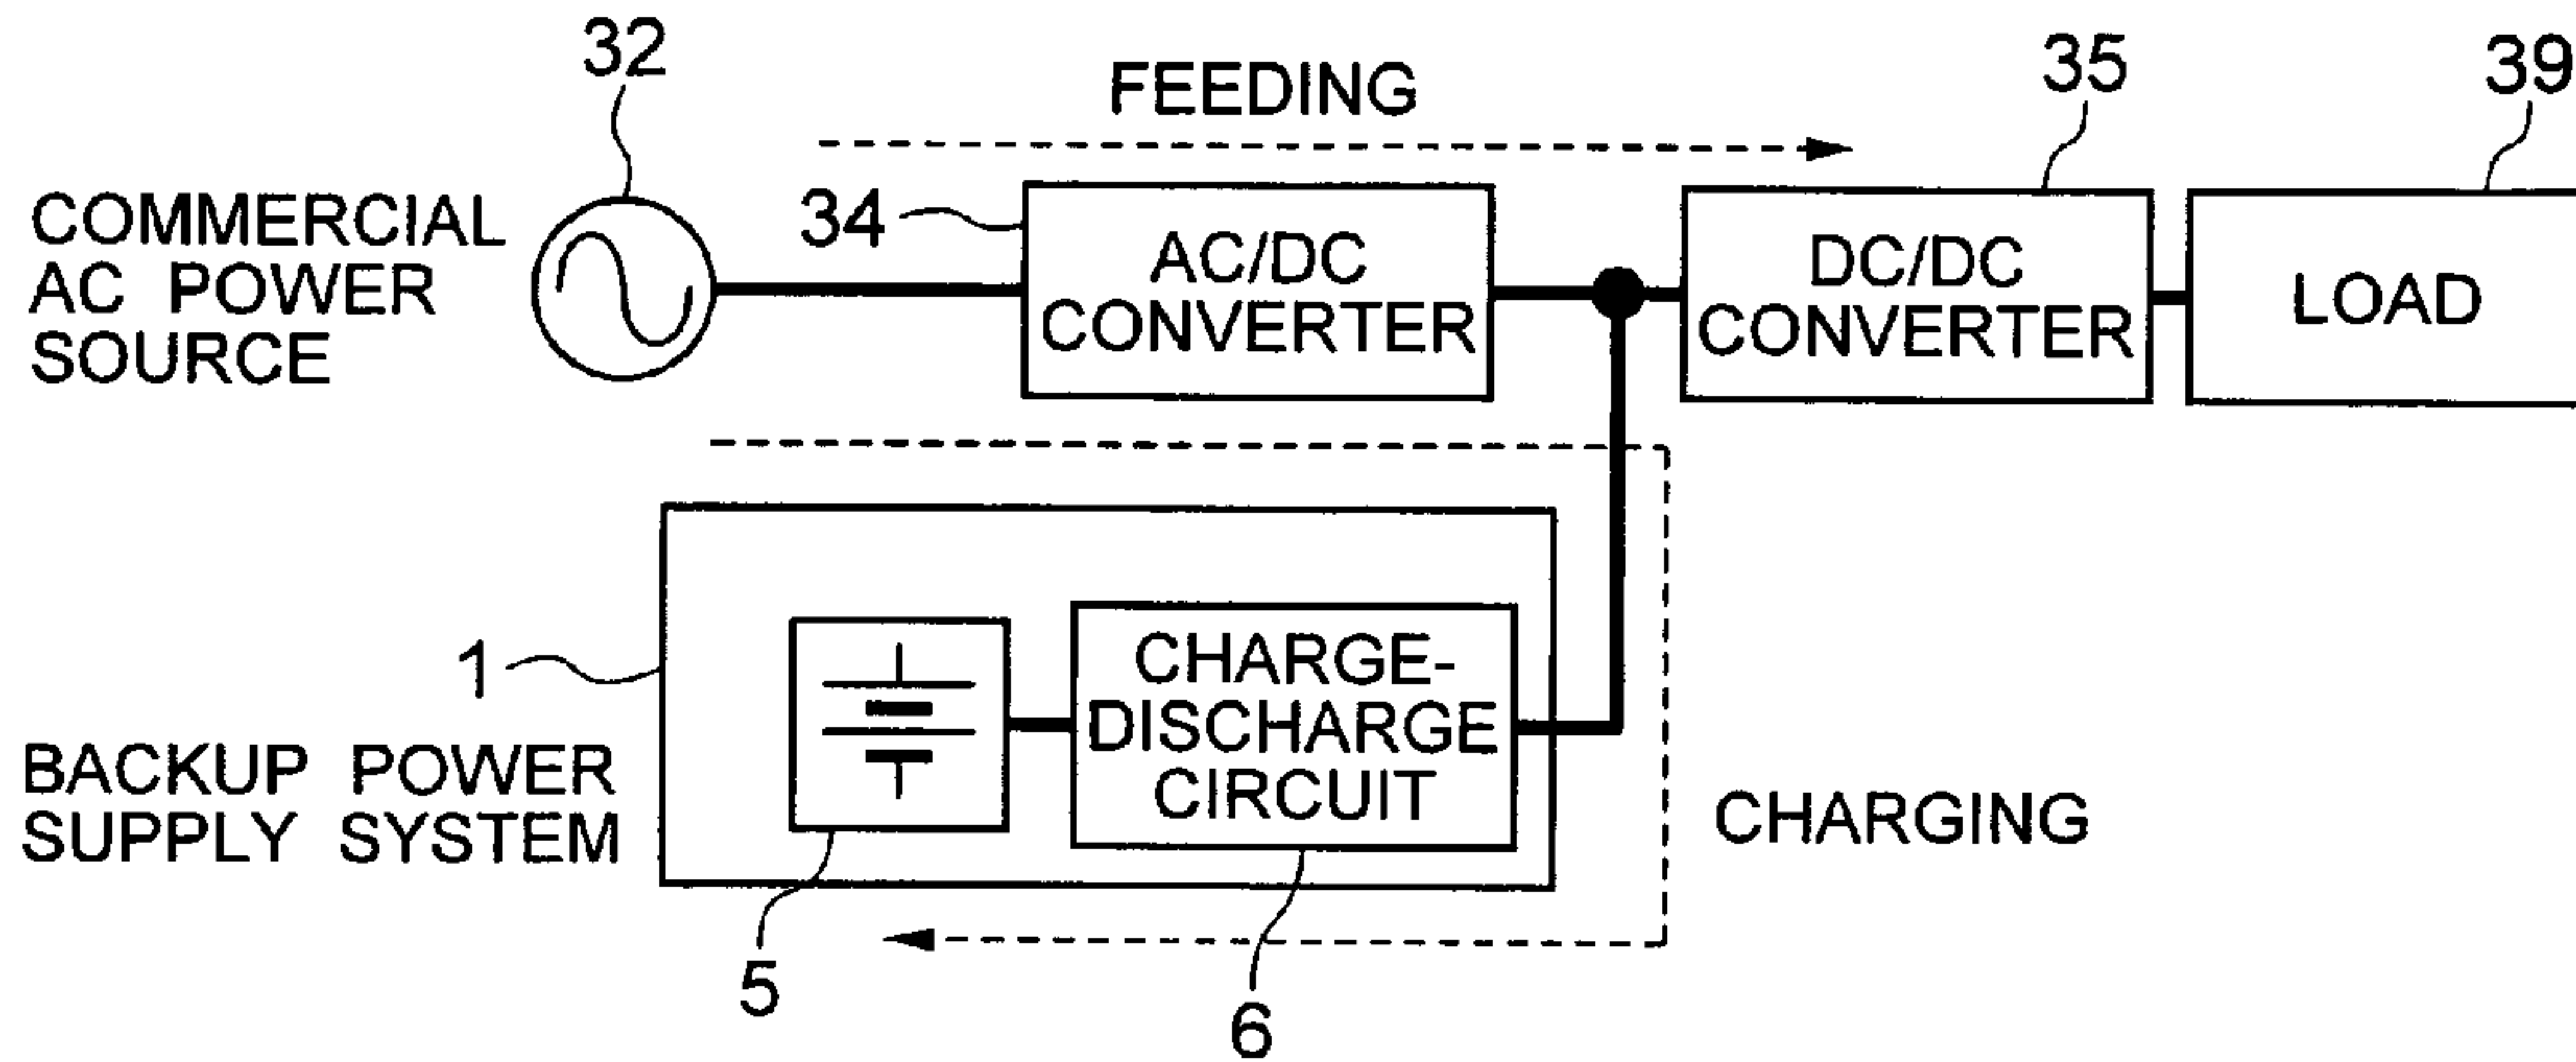 32
FEEDING
35
39
34
COMMERCIAL
AC POWER
SOURCE
AC/DC
CONVERTER
DC/DC
CONVERTER
LOAD
1
CHARGE-
DISCHARGE
CIRCUIT
BACKUP POWER
SUPPLY SYSTEM
CHARGING
5
6